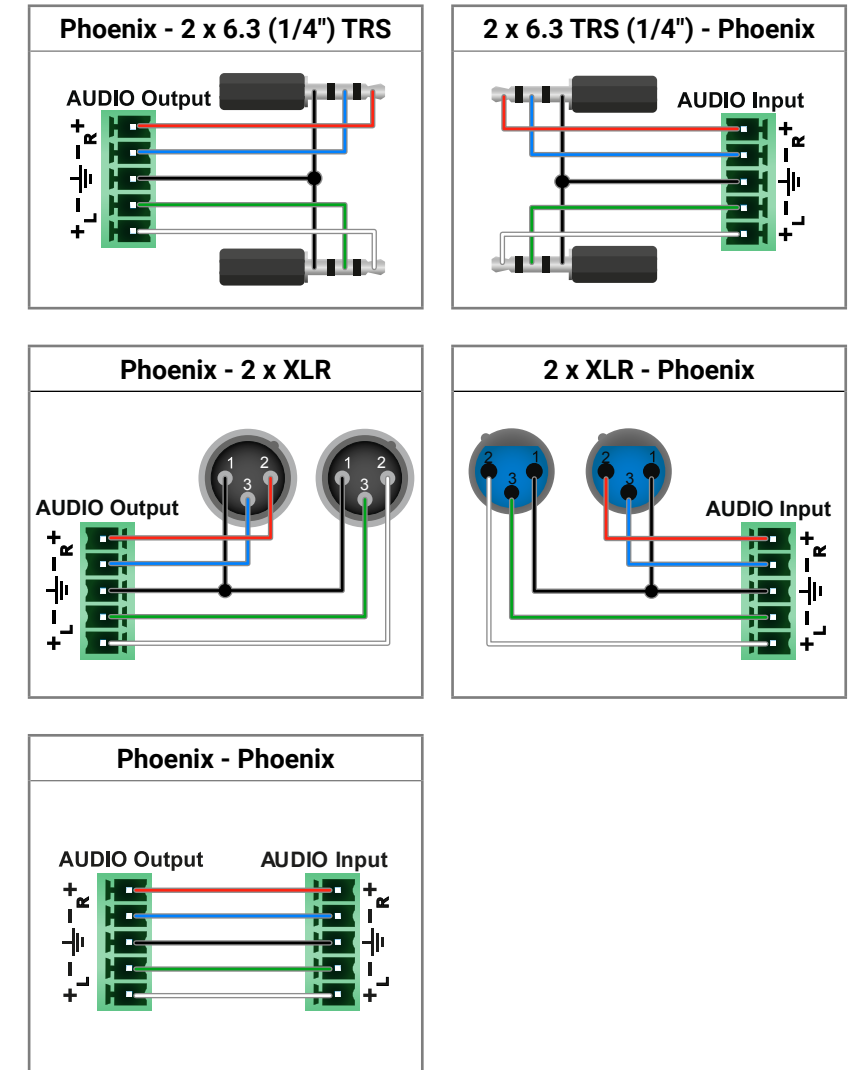 Phoenix - 2 x 6.3 (1/4") TRS
AUDIO Output
+
R
-
-
L
+
2 x 6.3 TRS (1/4") - Phoenix
AUDIO Input
+
R
-
-
L
+
Phoenix - 2 x XLR
1 2
3
1 2
3
AUDIO Output
+
R
-
-
L
+
2 x XLR - Phoenix
2 1
3
2 1
3
AUDIO Input
+
R
-
-
L
+
Phoenix - Phoenix
AUDIO Output AUDIO Input
+ +
R R
- -
- -
L L
+ +